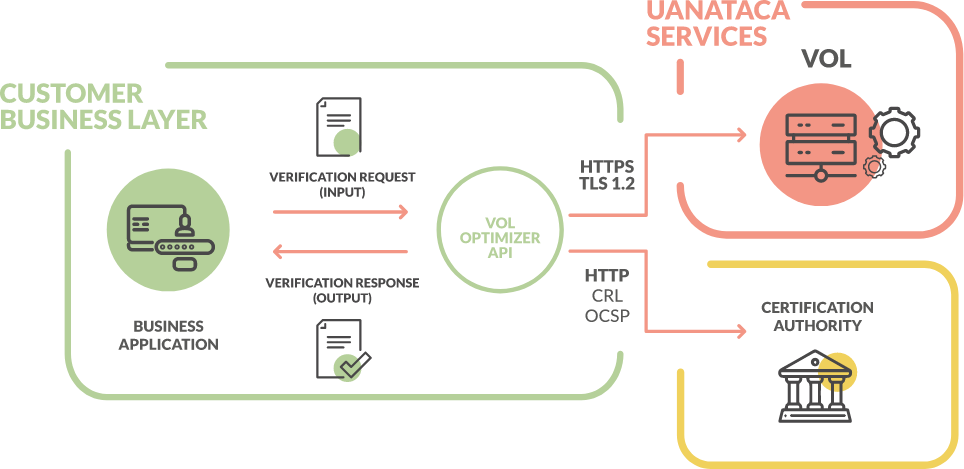 UANATACA
SERVICES
VOL
CUSTOMER
BUSINESS LAYER
VERIFICATION REQUEST
(INPUT)
HTTPS
TLS 1.2
VOL
OPTIMIZER
API
VERIFICATION RESPONSE
(OUTPUT)
HTTP
CRL
OCSP
BUSINESS
APPLICATION
CERTIFICATION
AUTHORITY